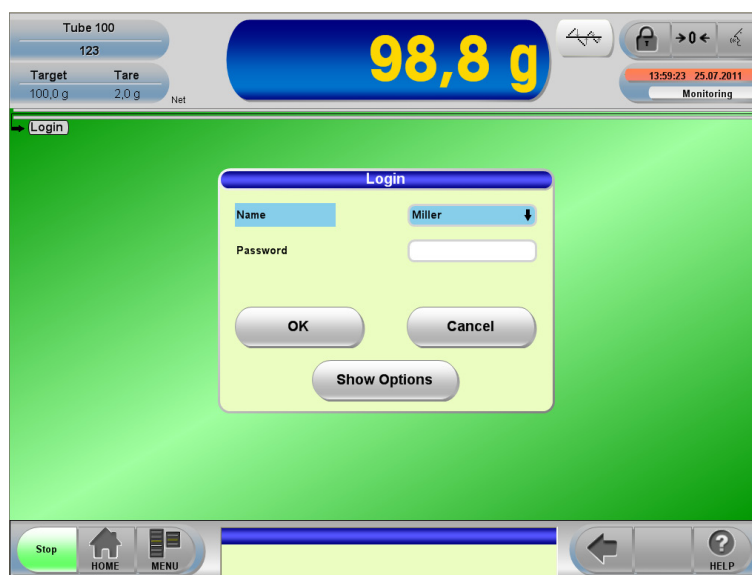 Tube 100
123
Target Tare
100,0 g 2,0 g Net
98,8 g
→0←
13:59:23 25.07.2011
Monitoring
Login
Login
Name Miller
Password
OK Cancel
Show Options
Stop HOME MENU HELP